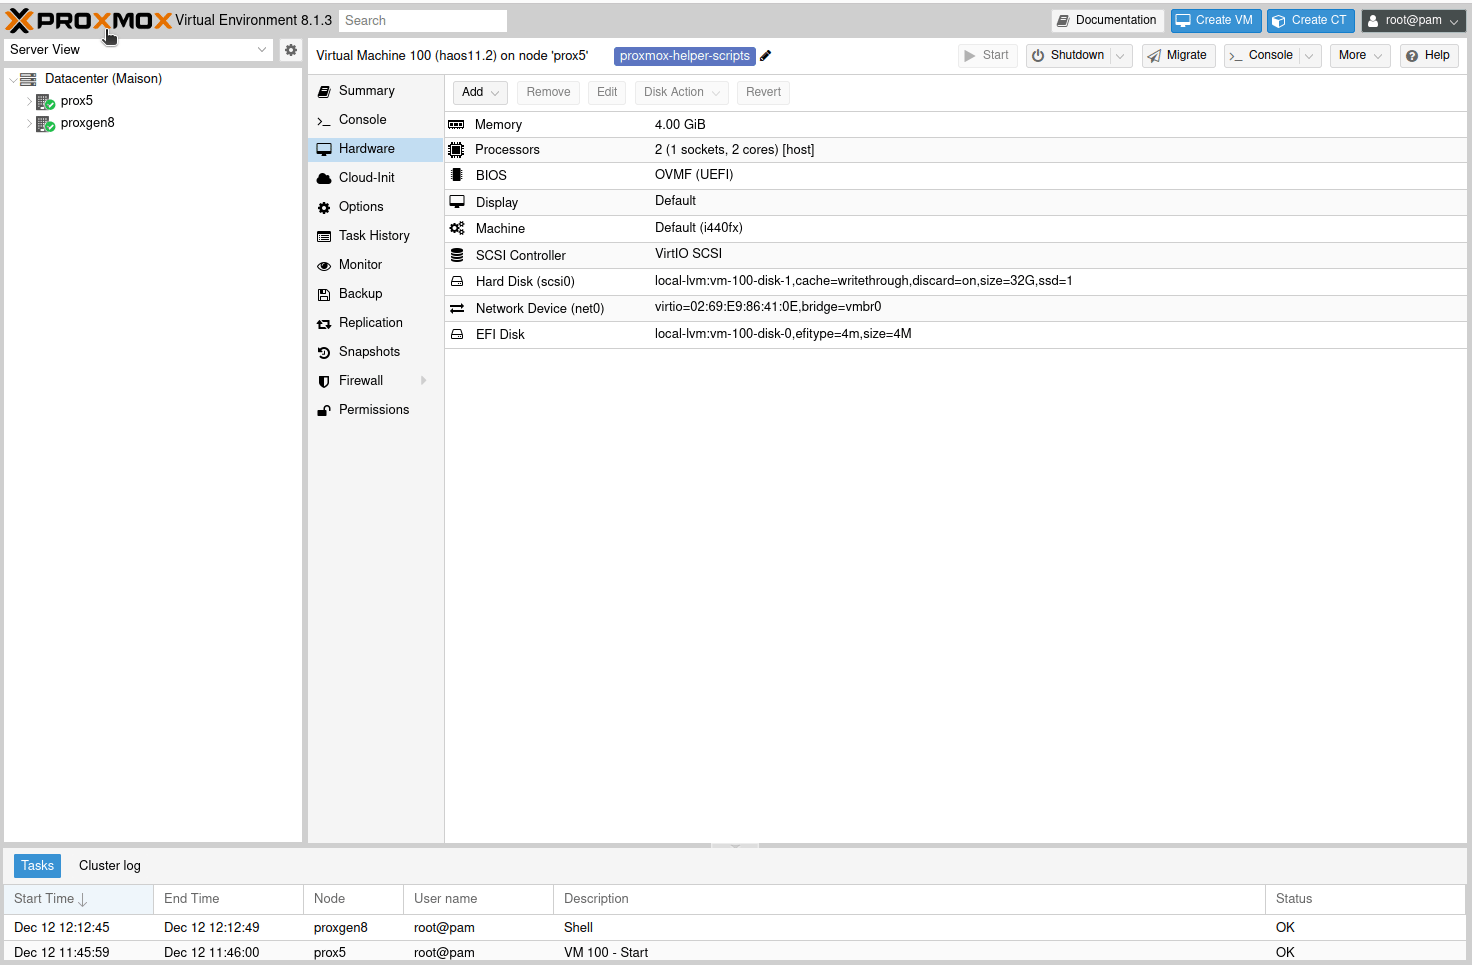 PROXMOX Virtual Environment 8.1.3 Search Documentation Create VM Create CT root@pam
Server View
Datacenter (Maison)
prox5
proxgen8
Virtual Machine 100 (haos11.2) on node 'prox5' proxmox-helper-scripts Start Shutdown Migrate Console More Help
Summary
Console
Hardware
Cloud-Init
Options
Task History
Monitor
Backup
Replication
Snapshots
Firewall
Permissions
Add Remove Edit Disk Action Revert
Memory 4.00 GiB
Processors 2 (1 sockets, 2 cores) [host]
BIOS OVMF (UEFI)
Display Default
Machine Default (i440fx)
SCSI Controller VirtIO SCSI
Hard Disk (scsi0) local-lvm:vm-100-disk-1,cache=writethrough,discard=on,size=32G,ssd=1
Network Device (net0) virtio=02:69:E9:86:41:0E,bridge=vmbr0
EFI Disk local-lvm:vm-100-disk-0,efitype=4m,size=4M
Tasks Cluster log
Start Time End Time Node User name Description Status
Dec 12 12:12:45 Dec 12 12:12:49 proxgen8 root@pam Shell OK
Dec 12 11:45:59 Dec 12 11:46:00 prox5 root@pam VM 100 - Start OK